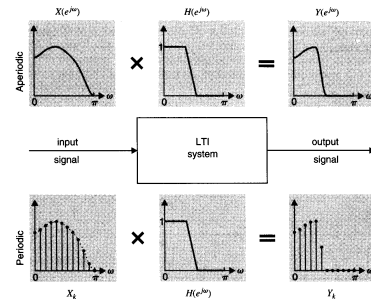 X(e^{jω}) H(e^{jω}) Y(e^{jω})
Aperiodic
0 π ω × 1 0 π ω = 0 π ω
input LTI output
signal system signal
Periodic
0 π ω × 1 0 π ω = 0 π ω
X_k H(e^{jω}) Y_k